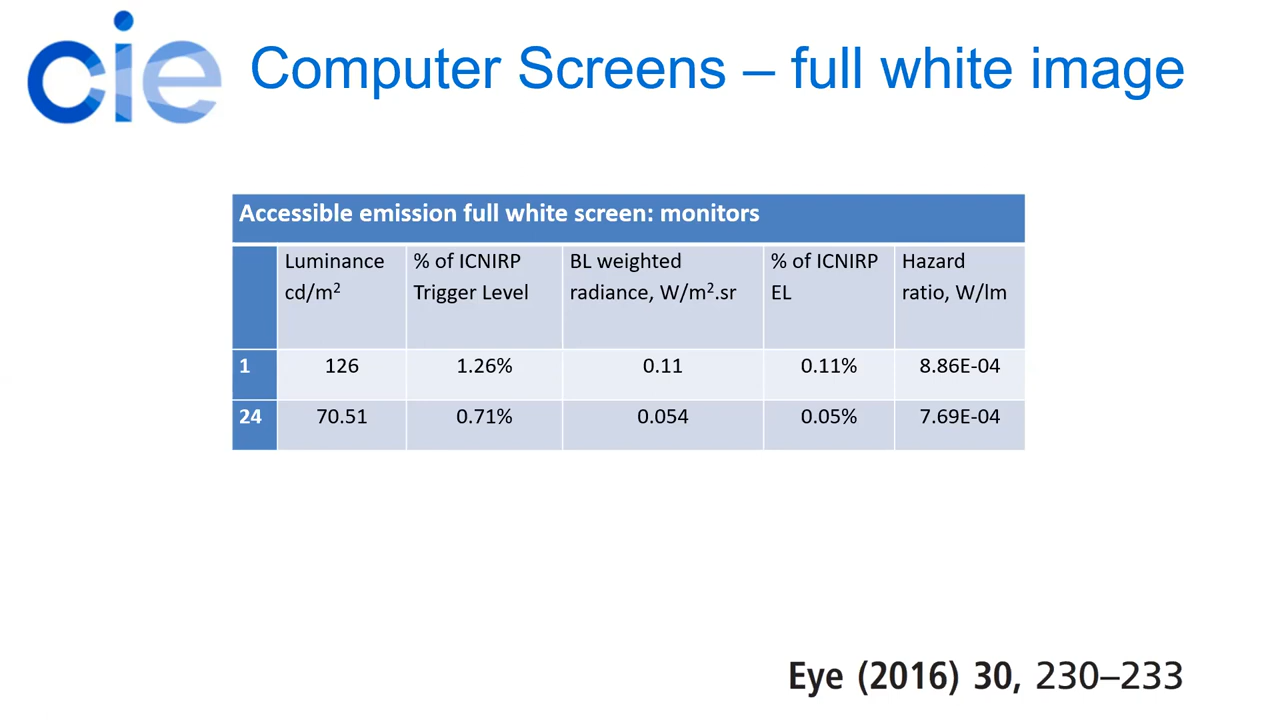 cie
Computer Screens – full white image
Accessible emission full white screen: monitors
Luminance cd/m² % of ICNIRP Trigger Level BL weighted radiance, W/m².sr % of ICNIRP EL Hazard ratio, W/lm
1 126 1.26% 0.11 0.11% 8.86E-04
24 70.51 0.71% 0.054 0.05% 7.69E-04
Eye (2016) 30, 230–233